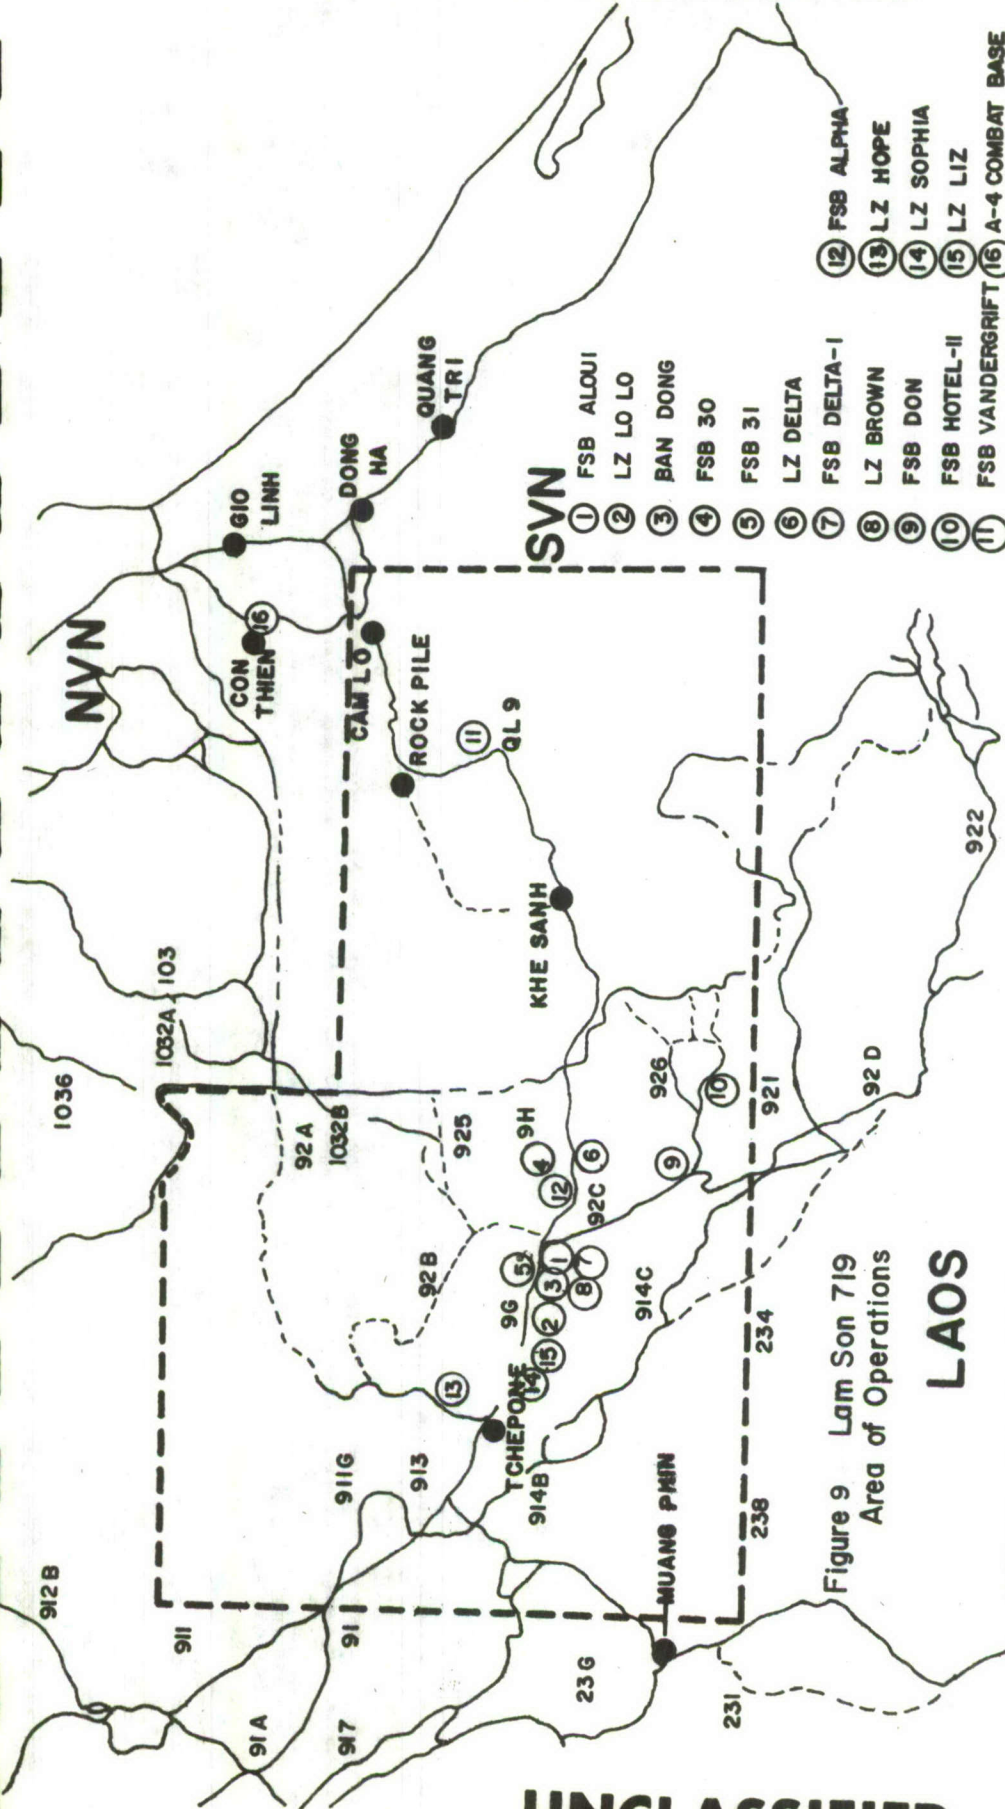 NVN
1036
1032A
103
GIO
LINH
CON
THIEN
16
DONG
HA
QUANG
TRI
CAM LO
ROCK PILE
11
QL 9
KHE SANH
SVN
912B
911
91
91A
917
911G
913
92A
1032B
925
92B
9H
4
12
6
92C
5
1
3
7
8
9G
2
15
14
13
TCHEPONE
914B
914C
926
10
9
921
92D
922
MUANG PHIN
23G
231
238
234
LAOS
Figure 9 Lam Son 719
Area of Operations
1 FSB ALOUI
2 LZ LO LO
3 BAN DONG
4 FSB 30
5 FSB 31
6 LZ DELTA
7 FSB DELTA-I
8 LZ BROWN
9 FSB DON
10 FSB HOTEL-II
11 FSB VANDERGRIFT
12 FSB ALPHA
13 LZ HOPE
14 LZ SOPHIA
15 LZ LIZ
16 A-4 COMBAT BASE
UNCLASSIFIED